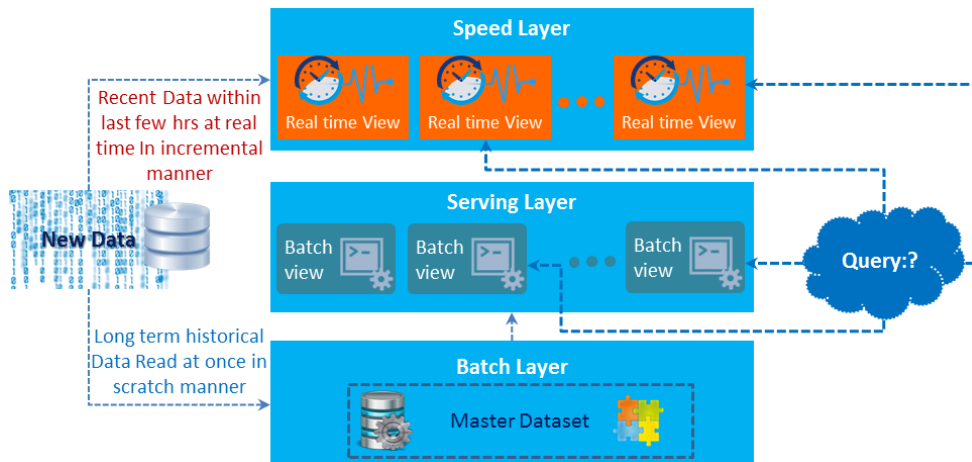 Speed Layer
Real time View
Real time View
Real time View
Recent Data within
last few hrs at real
time In incremental
manner
New Data
Serving Layer
Batch
view
Batch
view
Batch
view
Query:?
Long term historical
Data Read at once in
scratch manner
Batch Layer
Master Dataset